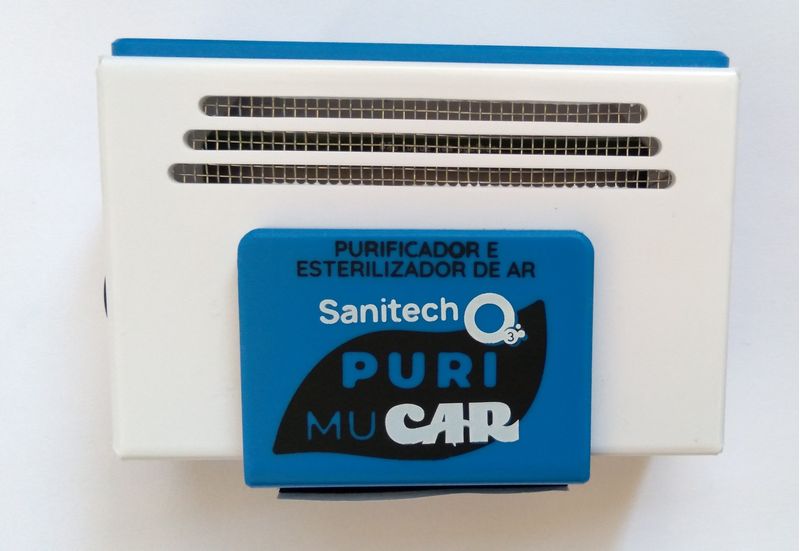 PURIFICADOR E
ESTERILIZADOR DE AR
Sanitech O3
PURI
MUCAR